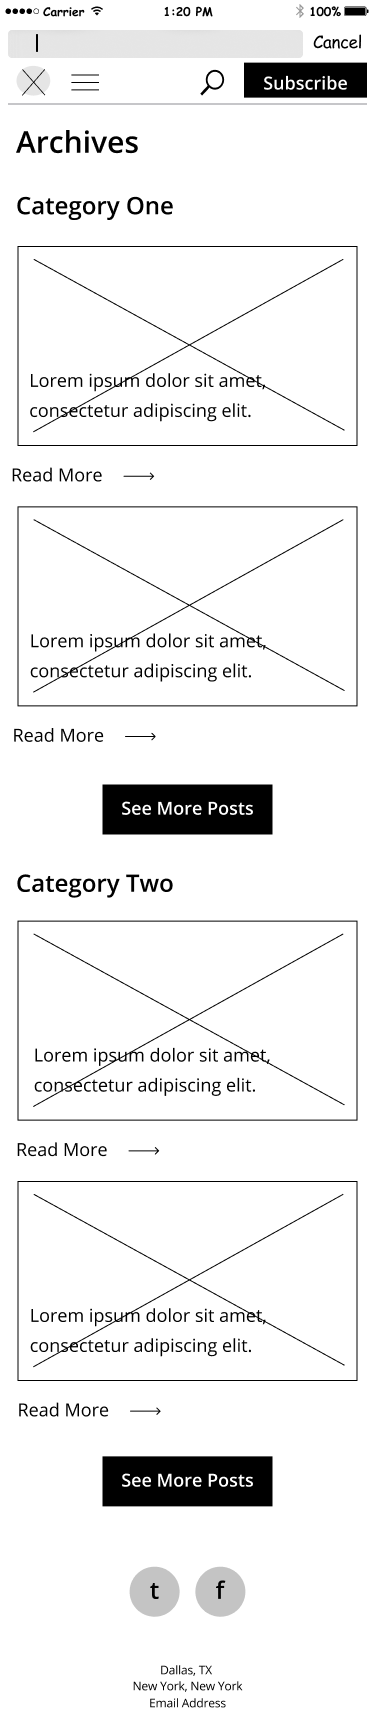 Carrier 1:20 PM 100%
Cancel
Subscribe
Archives
Category One
Lorem ipsum dolor sit amet,
consectetur adipiscing elit.
Read More
Lorem ipsum dolor sit amet,
consectetur adipiscing elit.
Read More
See More Posts
Category Two
Lorem ipsum dolor sit amet,
consectetur adipiscing elit.
Read More
Lorem ipsum dolor sit amet,
consectetur adipiscing elit.
Read More
See More Posts
t f
Dallas, TX
New York, New York
Email Address